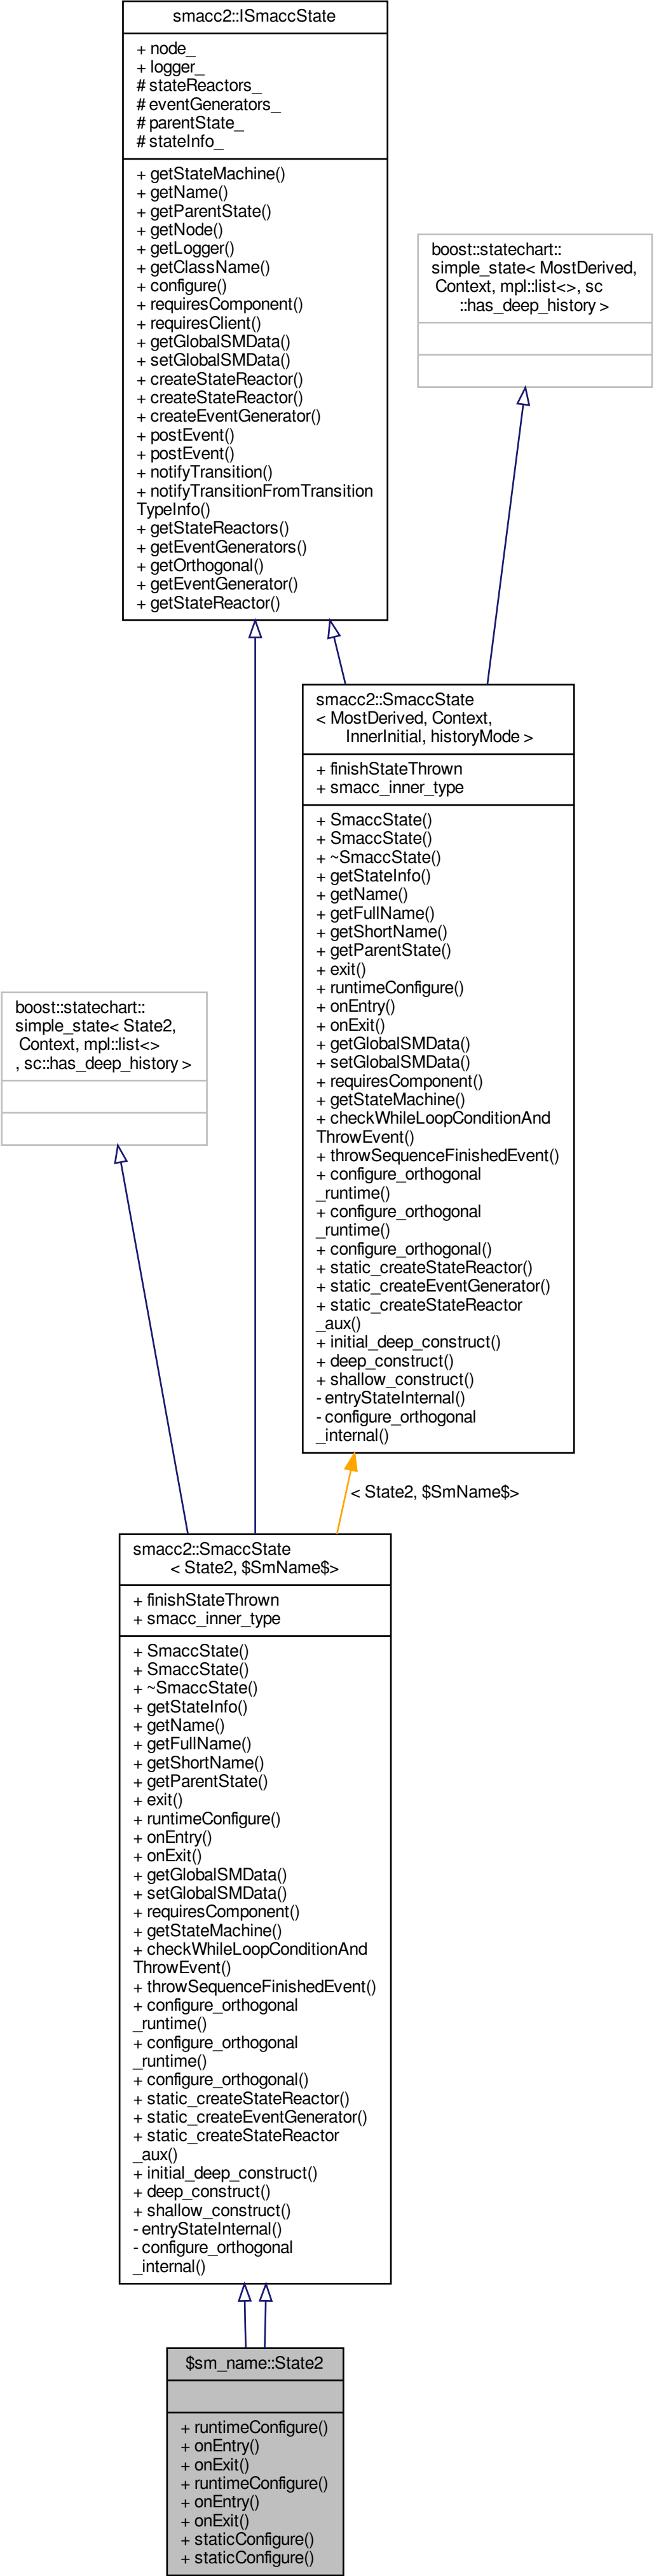 smacc2::ISmaccState
+ node_
+ logger_
# stateReactors_
# eventGenerators_
# parentState_
# stateInfo_
+ getStateMachine()
+ getName()
+ getParentState()
+ getNode()
+ getLogger()
+ getClassName()
+ configure()
+ requiresComponent()
+ requiresClient()
+ getGlobalSMData()
+ setGlobalSMData()
+ createStateReactor()
+ createStateReactor()
+ createEventGenerator()
+ postEvent()
+ postEvent()
+ notifyTransition()
+ notifyTransitionFromTransition
TypeInfo()
+ getStateReactors()
+ getEventGenerators()
+ getOrthogonal()
+ getEventGenerator()
+ getStateReactor()
boost::statechart::
simple_state< MostDerived,
Context, mpl::list<>, sc
::has_deep_history >
smacc2::SmaccState
< MostDerived, Context,
InnerInitial, historyMode >
+ finishStateThrown
+ smacc_inner_type
+ SmaccState()
+ SmaccState()
+ ~SmaccState()
+ getStateInfo()
+ getName()
+ getFullName()
+ getShortName()
+ getParentState()
+ exit()
+ runtimeConfigure()
+ onEntry()
+ onExit()
+ getGlobalSMData()
+ setGlobalSMData()
+ requiresComponent()
+ getStateMachine()
+ checkWhileLoopConditionAnd
ThrowEvent()
+ throwSequenceFinishedEvent()
+ configure_orthogonal
_runtime()
+ configure_orthogonal
_runtime()
+ configure_orthogonal()
+ static_createStateReactor()
+ static_createEventGenerator()
+ static_createStateReactor
_aux()
+ initial_deep_construct()
+ deep_construct()
+ shallow_construct()
- entryStateInternal()
- configure_orthogonal
_internal()
boost::statechart::
simple_state< State2,
Context, mpl::list<>
, sc::has_deep_history >
< State2, $SmName$>
smacc2::SmaccState
< State2, $SmName$>
+ finishStateThrown
+ smacc_inner_type
+ SmaccState()
+ SmaccState()
+ ~SmaccState()
+ getStateInfo()
+ getName()
+ getFullName()
+ getShortName()
+ getParentState()
+ exit()
+ runtimeConfigure()
+ onEntry()
+ onExit()
+ getGlobalSMData()
+ setGlobalSMData()
+ requiresComponent()
+ getStateMachine()
+ checkWhileLoopConditionAnd
ThrowEvent()
+ throwSequenceFinishedEvent()
+ configure_orthogonal
_runtime()
+ configure_orthogonal
_runtime()
+ configure_orthogonal()
+ static_createStateReactor()
+ static_createEventGenerator()
+ static_createStateReactor
_aux()
+ initial_deep_construct()
+ deep_construct()
+ shallow_construct()
- entryStateInternal()
- configure_orthogonal
_internal()
$sm_name::State2
+ runtimeConfigure()
+ onEntry()
+ onExit()
+ runtimeConfigure()
+ onEntry()
+ onExit()
+ staticConfigure()
+ staticConfigure()